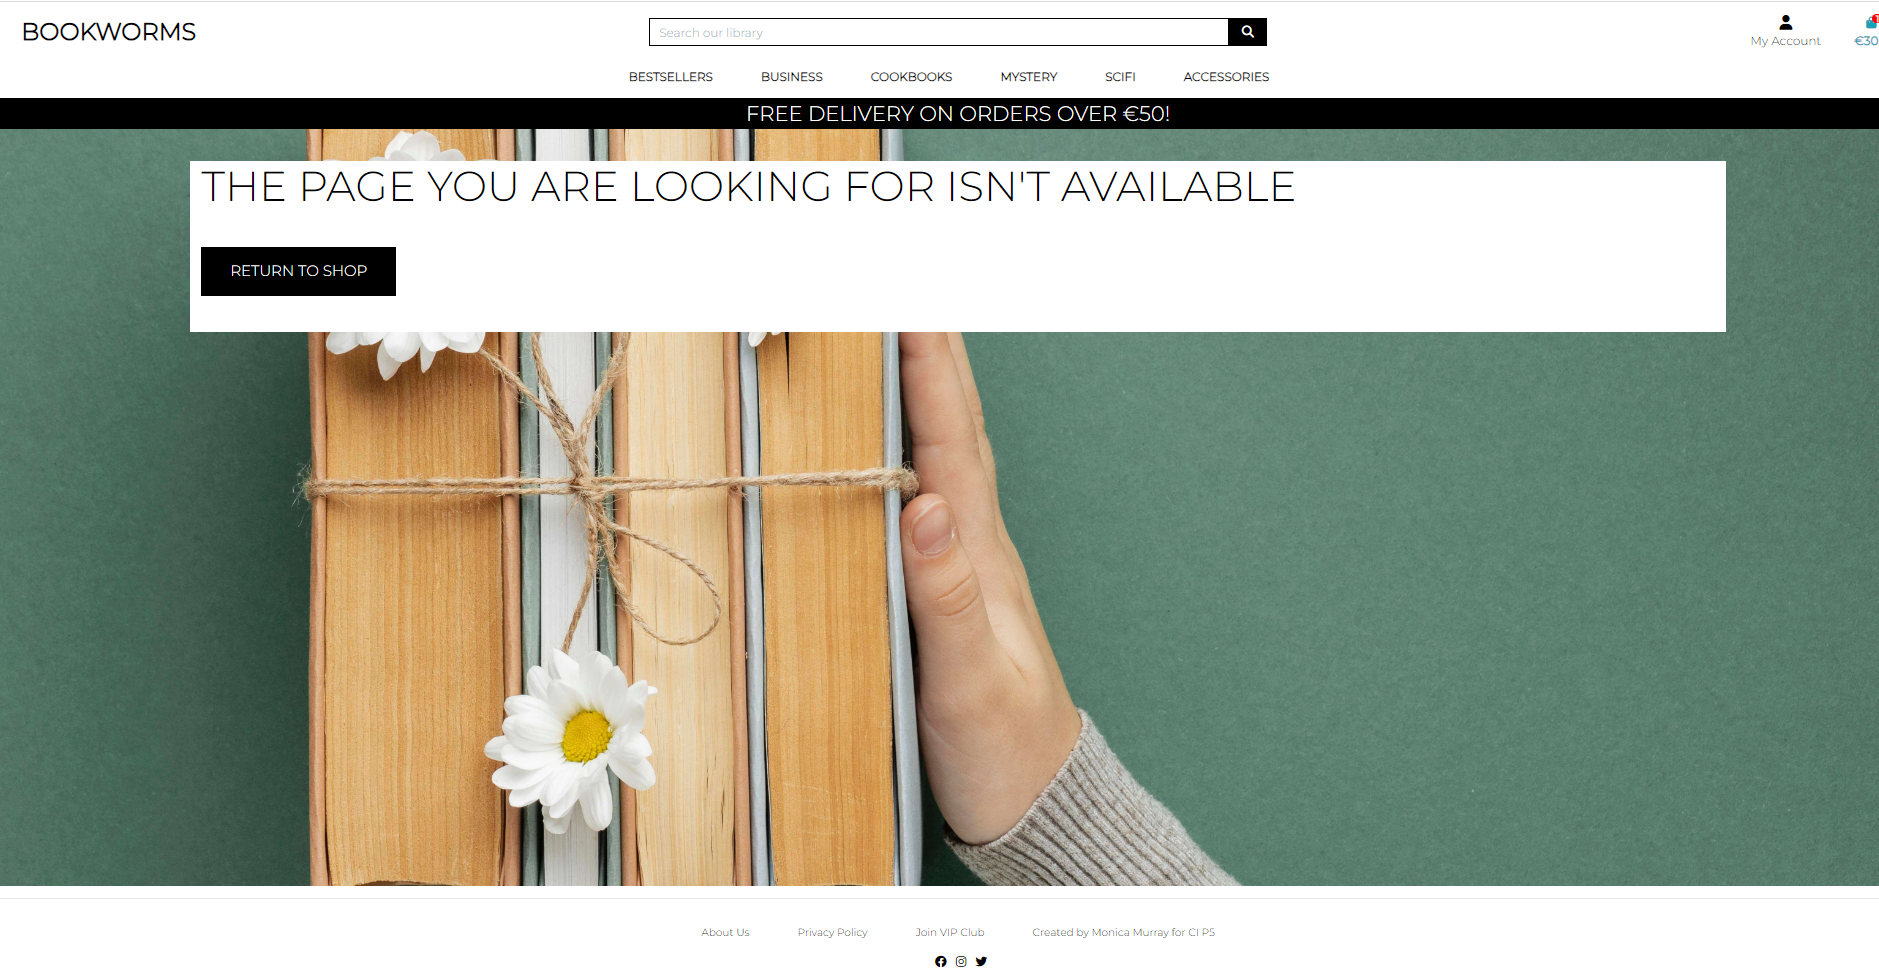 BOOKWORMS
Search our library
My Account
€30
BESTSELLERS BUSINESS COOKBOOKS MYSTERY SCIFI ACCESSORIES
FREE DELIVERY ON ORDERS OVER €50!
THE PAGE YOU ARE LOOKING FOR ISN'T AVAILABLE
RETURN TO SHOP
About Us Privacy Policy Join VIP Club Created by Monica Murray for CI P5